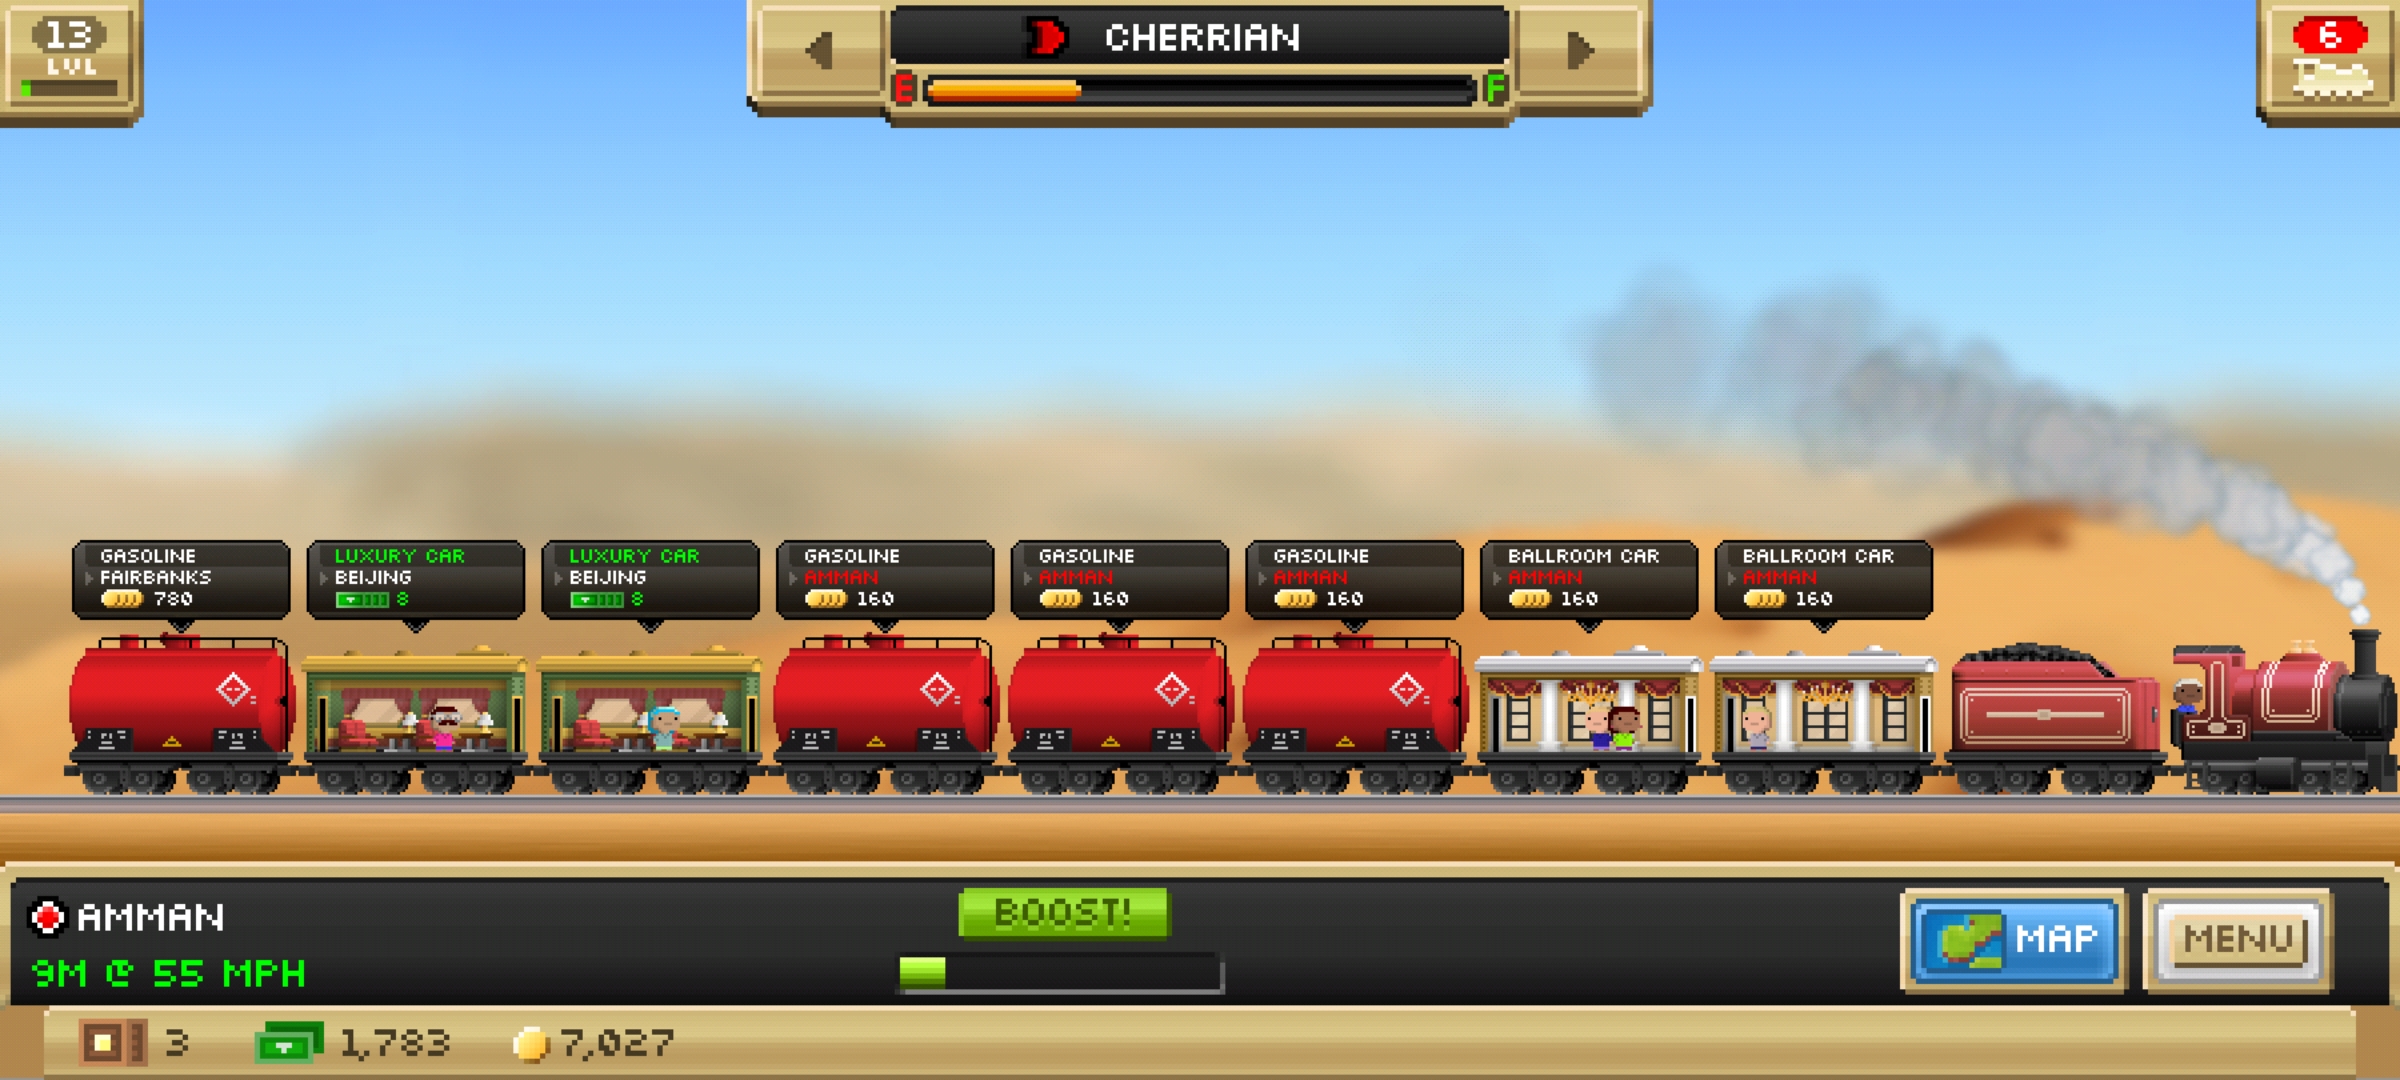 13
LVL
CHERRIAN
E F
6
GASOLINE
FAIRBANKS
780
LUXURY CAR
BEIJING
8
LUXURY CAR
BEIJING
8
GASOLINE
AMMAN
160
GASOLINE
AMMAN
160
GASOLINE
AMMAN
160
BALLROOM CAR
AMMAN
160
BALLROOM CAR
AMMAN
160
AMMAN
9M @ 55 MPH
BOOST!
MAP
MENU
3 1,783 7,027